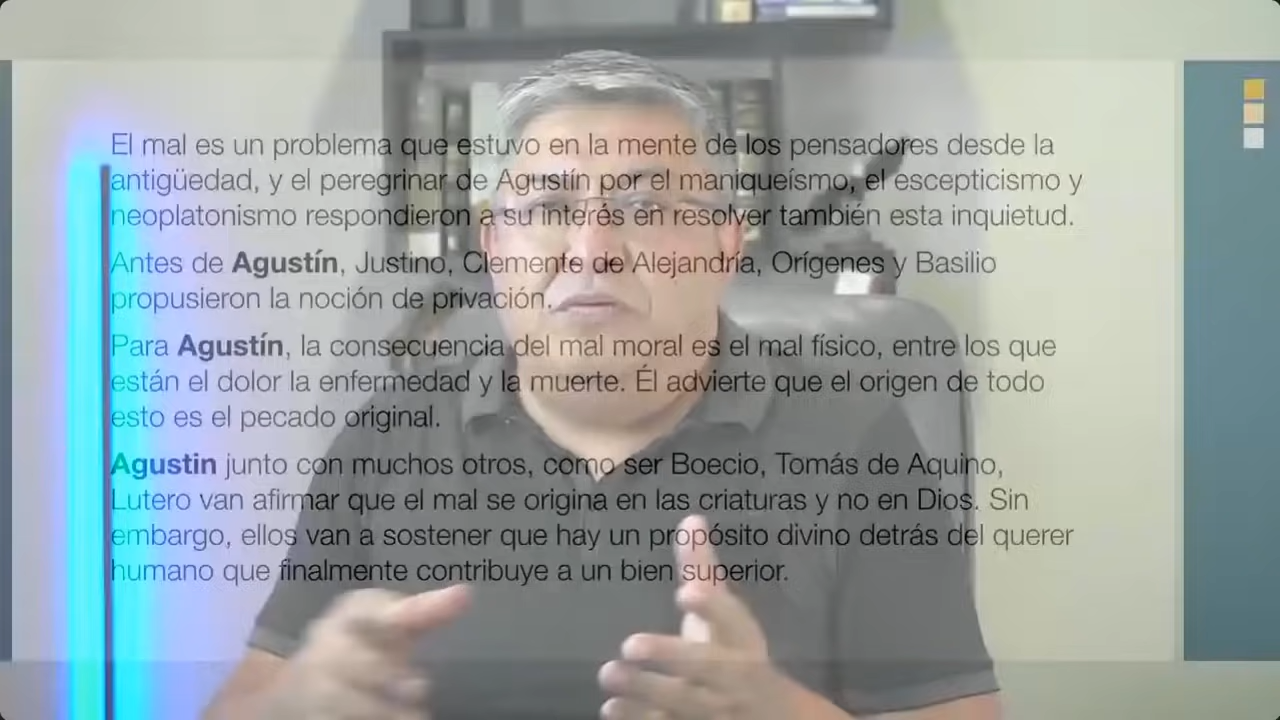 El mal es un problema que estuvo en la mente de los pensadores desde la
antigüedad, y el peregrinar de Agustín por el maniqueísmo, el escepticismo y
neoplatonismo respondieron a su interés en resolver también esta inquietud.
Antes de Agustín, Justino, Clemente de Alejandría, Orígenes y Basilio
propusieron la noción de privación.
Para Agustín, la consecuencia del mal moral es el mal físico, entre los que
están el dolor la enfermedad y la muerte. Él advierte que el origen de todo
esto es el pecado original.
Agustin junto con muchos otros, como ser Boecio, Tomás de Aquino,
Lutero van afirmar que el mal se origina en las criaturas y no en Dios. Sin
embargo, ellos van a sostener que hay un propósito divino detrás del querer
humano que finalmente contribuye a un bien superior.